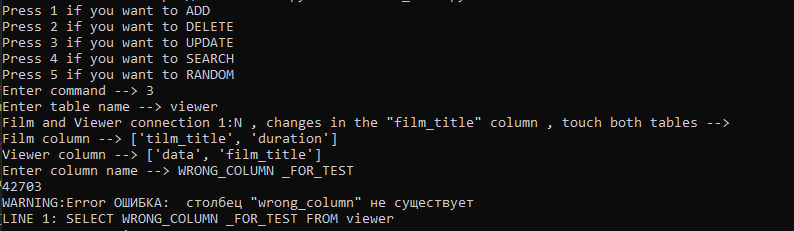 Press 1 if you want to ADD
Press 2 if you want to DELETE
Press 3 if you want to UPDATE
Press 4 if you want to SEARCH
Press 5 if you want to RANDOM
Enter command --> 3
Enter table name --> viewer
Film and Viewer connection 1:N , changes in the "film_title" column , touch both tables -->
Film column --> ['tilm_title', 'duration']
Viewer column --> ['data', 'film_title']
Enter column name --> WRONG_COLUMN _FOR_TEST
42703
WARNING:Error ОШИБКА:  столбец "wrong_column" не существует
LINE 1: SELECT WRONG_COLUMN _FOR_TEST FROM viewer